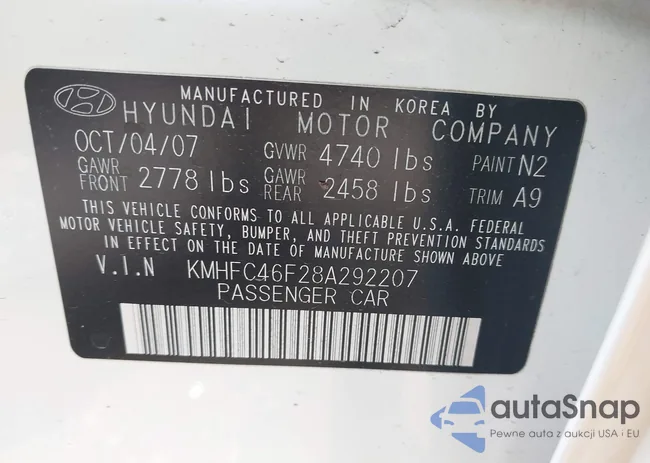 MANUFACTURED IN KOREA BY
HYUNDAI MOTOR COMPANY
OCT/04/07 GVWR 4740 lbs PAINT N2
GAWR FRONT 2778 lbs GAWR REAR 2458 lbs TRIM A9
THIS VEHICLE CONFORMS TO ALL APPLICABLE U.S.A. FEDERAL
MOTOR VEHICLE SAFETY, BUMPER, AND THEFT PREVENTION STANDARDS
IN EFFECT ON THE DATE OF MANUFACTURE SHOWN ABOVE.
V.I.N KMHFC46F28A292207
PASSENGER CAR
autaSnap
Pewne auta z aukcji USA i EU